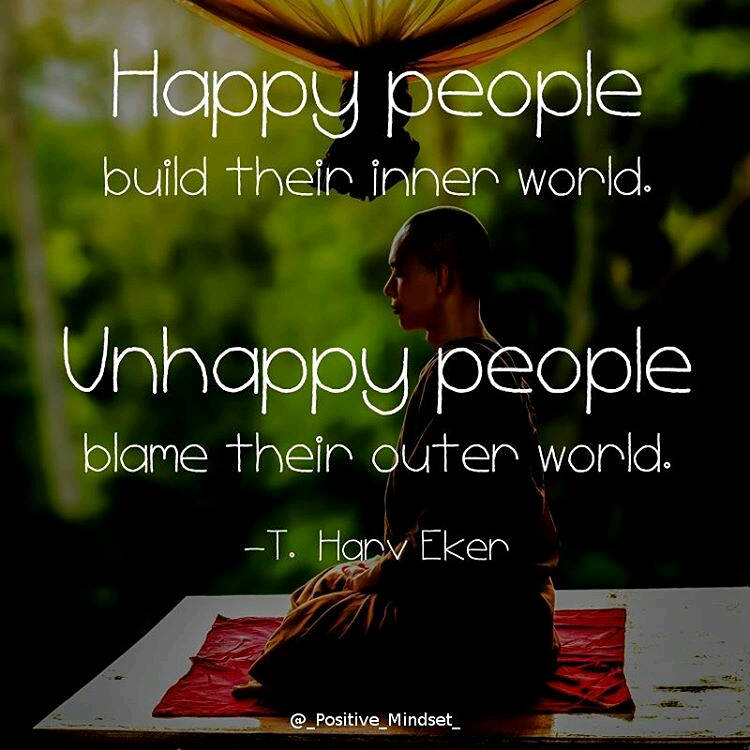 Happy people
build their inner world.
Unhappy people
blame their outer world.
-T. Harv Eker
@_Positive_Mindset_